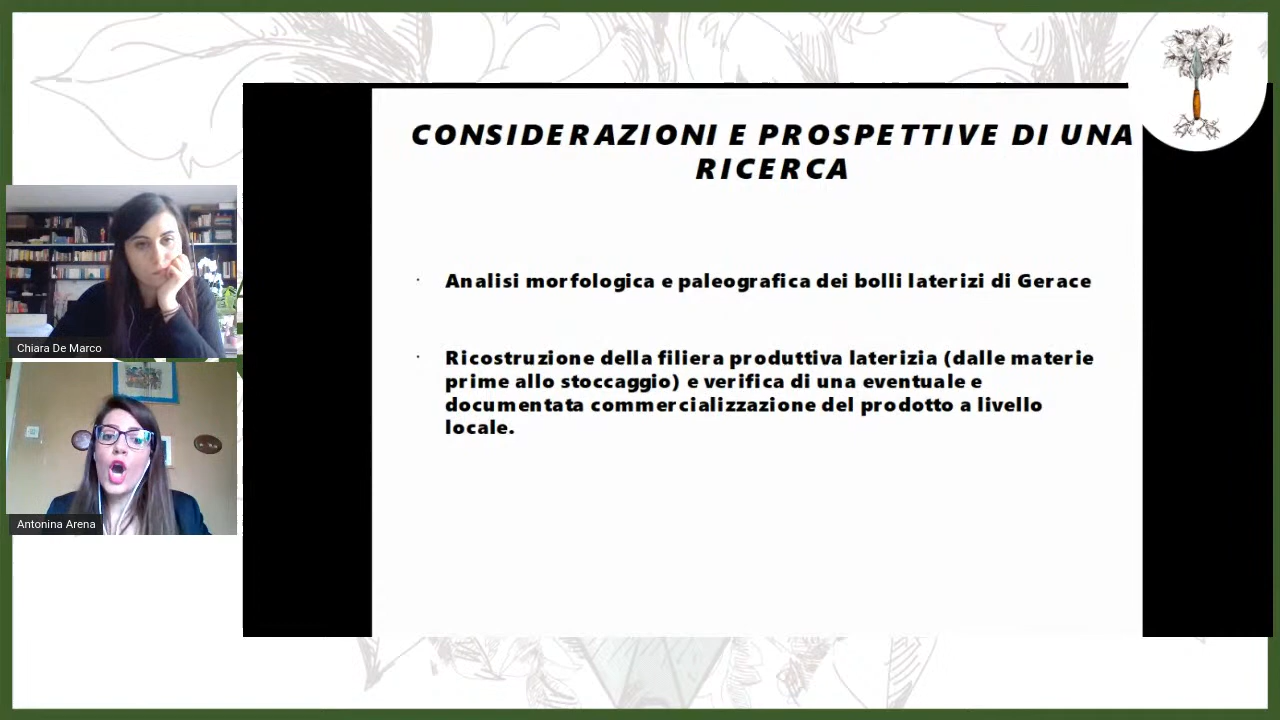 CONSIDERAZIONI E PROSPETTIVE DI UNA
RICERCA
· Analisi morfologica e paleografica dei bolli laterizi di Gerace
· Ricostruzione della filiera produttiva laterizia (dalle materie
prime allo stoccaggio) e verifica di una eventuale e
documentata commercializzazione del prodotto a livello
locale.
Chiara De Marco
Antonina Arena